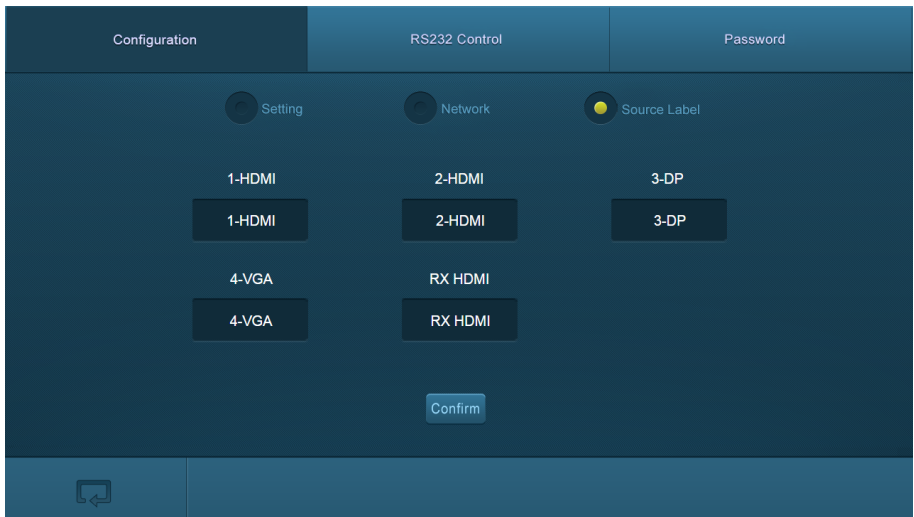 Configuration RS232 Control Password
Setting Network Source Label
1-HDMI 2-HDMI 3-DP
1-HDMI 2-HDMI 3-DP
4-VGA RX HDMI
4-VGA RX HDMI
Confirm